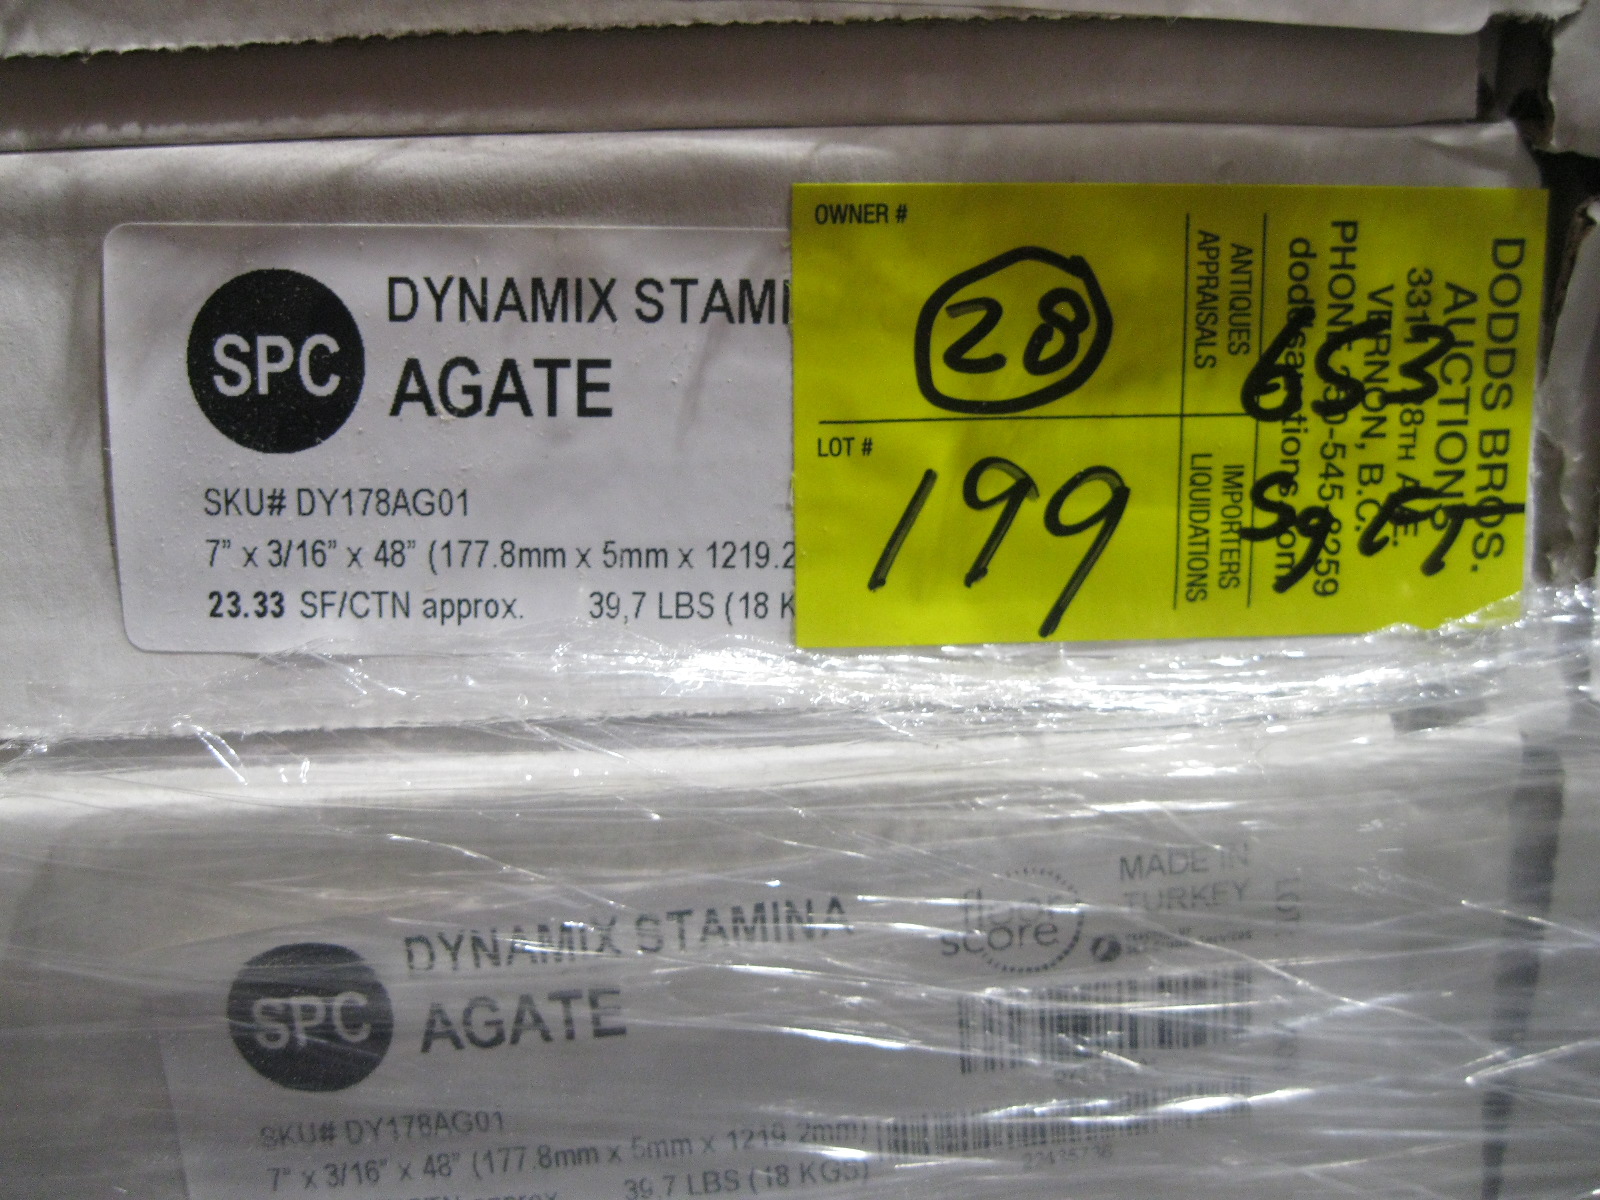 SPC
DYNAMIX STAMI
AGATE
SKU# DY178AG01
7" x 3/16" x 48" (177.8mm x 5mm x 1219.2
23.33 SF/CTN approx. 39,7 LBS (18 K
OWNER #
28
LOT #
199
ANTIQUES
APPRAISALS
IMPORTERS
LIQUIDATIONS
DODDS BROS.
AUCTIONS
VERNON, B.C.
PHONE
653
Sq FT
SPC
DYNAMIX STAMINA
AGATE
SKU# DY178AG01
7" x 3/16" x 48" (177.8mm x 5mm x 1219.2mm)
39,7 LBS (18 KGS)
floor
score
MADE IN
TURKEY